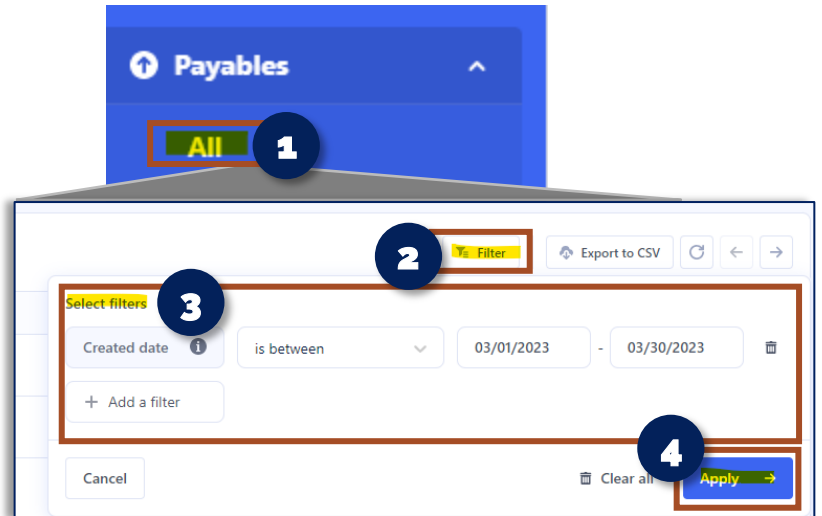 Payables
All 1
2 Filter Export to CSV
Select filters 3
Created date is between 03/01/2023 - 03/30/2023
+ Add a filter
4
Cancel Clear all Apply →